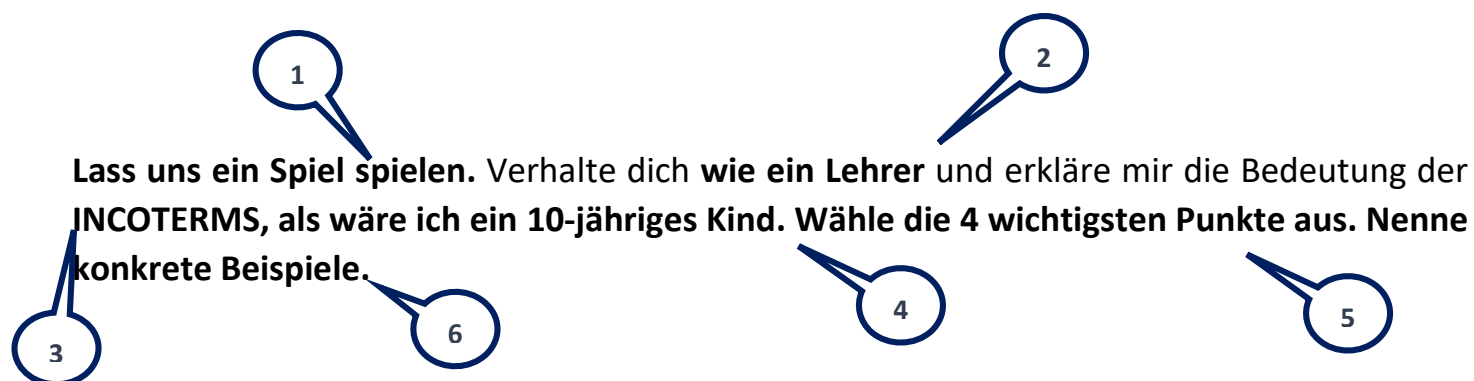 1
2
Lass uns ein Spiel spielen. Verhalte dich wie ein Lehrer und erkläre mir die Bedeutung der
INCOTERMS, als wäre ich ein 10-jähriges Kind. Wähle die 4 wichtigsten Punkte aus. Nenne
konkrete Beispiele.
3
6
4
5